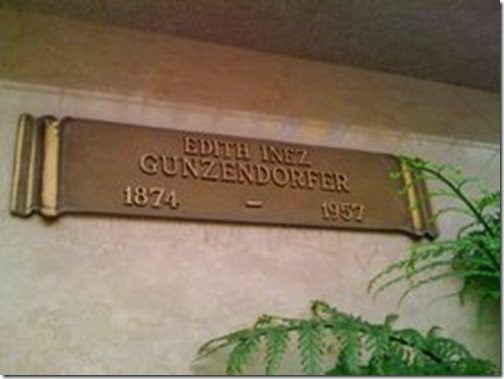 EDITH INEZ
GUNZENDORFER
1874 – 1957